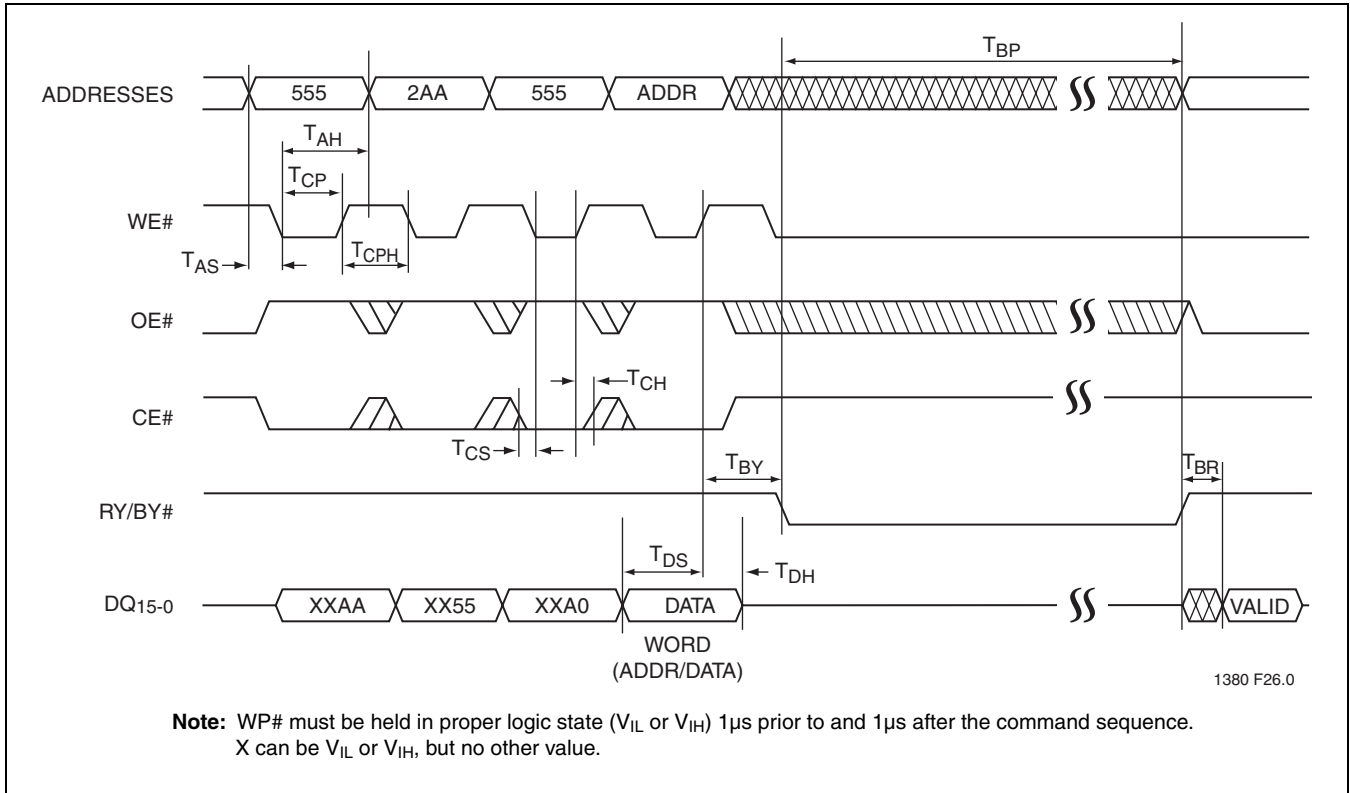 TBP
ADDRESSES 555 2AA 555 ADDR
TAH
TCP
WE#
TAS TCPH
OE#
TCH
CE#
TCS
TBY TBR
RY/BY#
TDS TDH
DQ15-0 XXAA XX55 XXA0 DATA VALID
WORD
(ADDR/DATA)
1380 F26.0
Note: WP# must be held in proper logic state (VIL or VIH) 1µs prior to and 1µs after the command sequence.
X can be VIL or VIH, but no other value.